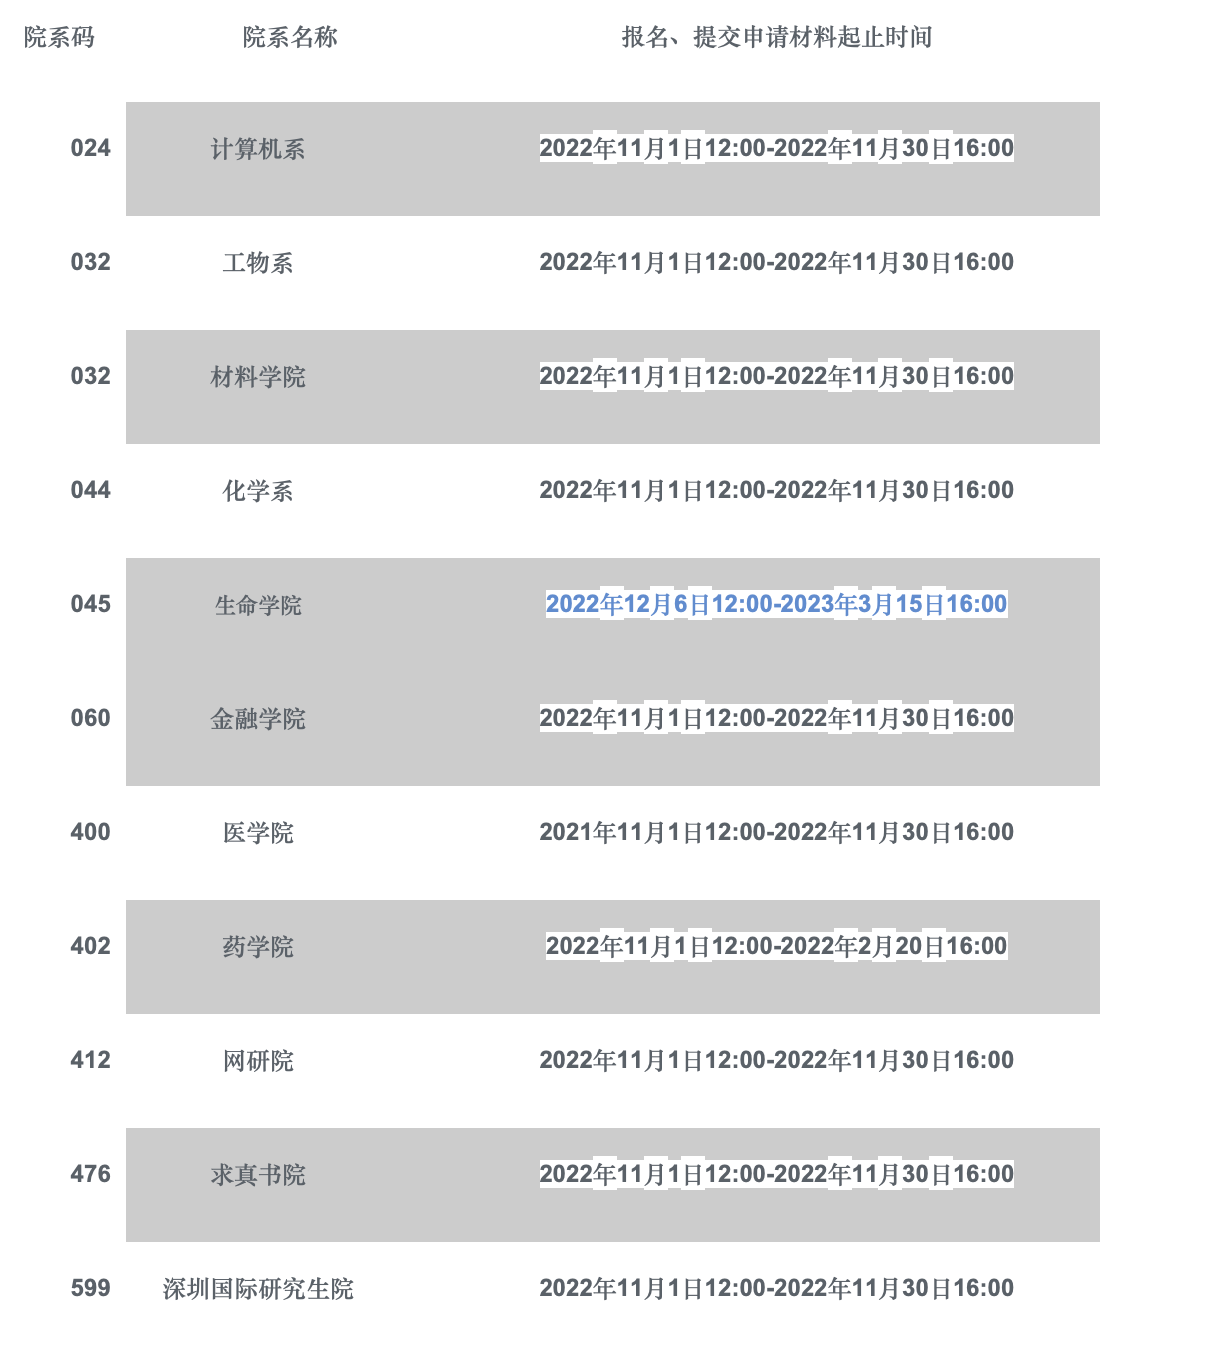 院系码 院系名称 报名、提交申请材料起止时间
024 计算机系 2022年11月1日12:00-2022年11月30日16:00
032 工物系 2022年11月1日12:00-2022年11月30日16:00
032 材料学院 2022年11月1日12:00-2022年11月30日16:00
044 化学系 2022年11月1日12:00-2022年11月30日16:00
045 生命学院 2022年12月6日12:00-2023年3月15日16:00
060 金融学院 2022年11月1日12:00-2022年11月30日16:00
400 医学院 2021年11月1日12:00-2022年11月30日16:00
402 药学院 2022年11月1日12:00-2022年2月20日16:00
412 网研院 2022年11月1日12:00-2022年11月30日16:00
476 求真书院 2022年11月1日12:00-2022年11月30日16:00
599 深圳国际研究生院 2022年11月1日12:00-2022年11月30日16:00